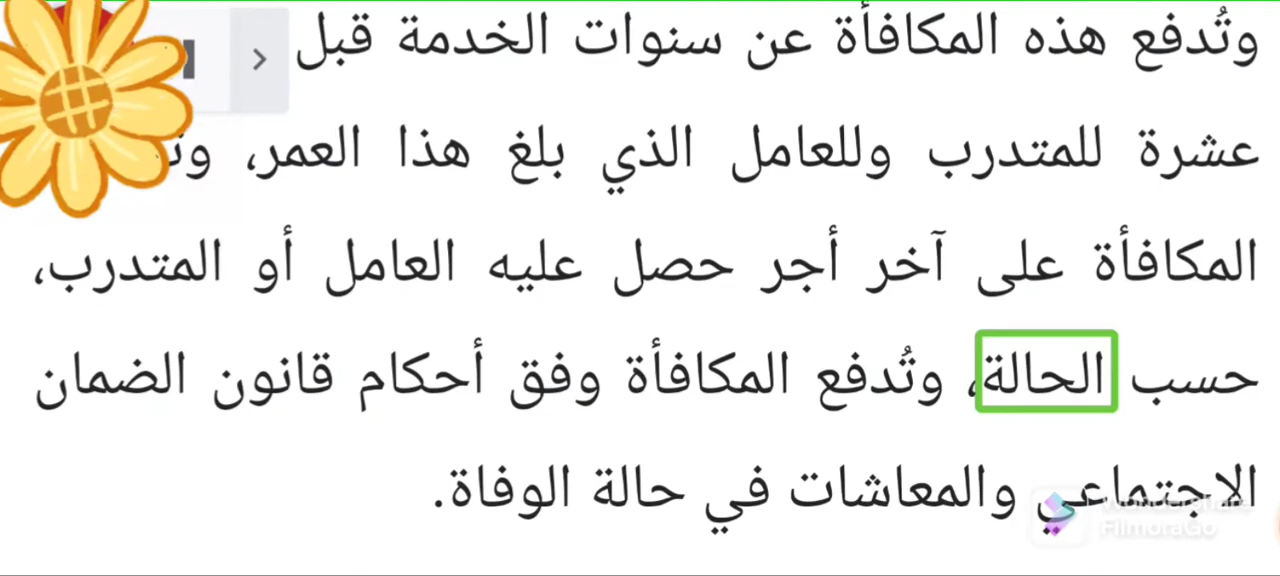 وتُدفع هذه المكافأة عن سنوات الخدمة قبل
عشرة للمتدرب وللعامل الذي بلغ هذا العمر،
المكافأة على آخر أجر حصل عليه العامل أو المتدرب،
حسب الحالة، وتُدفع المكافأة وفق أحكام قانون الضمان
الاجتماعي والمعاشات في حالة الوفاة.
Wondershare
FilmoraGo